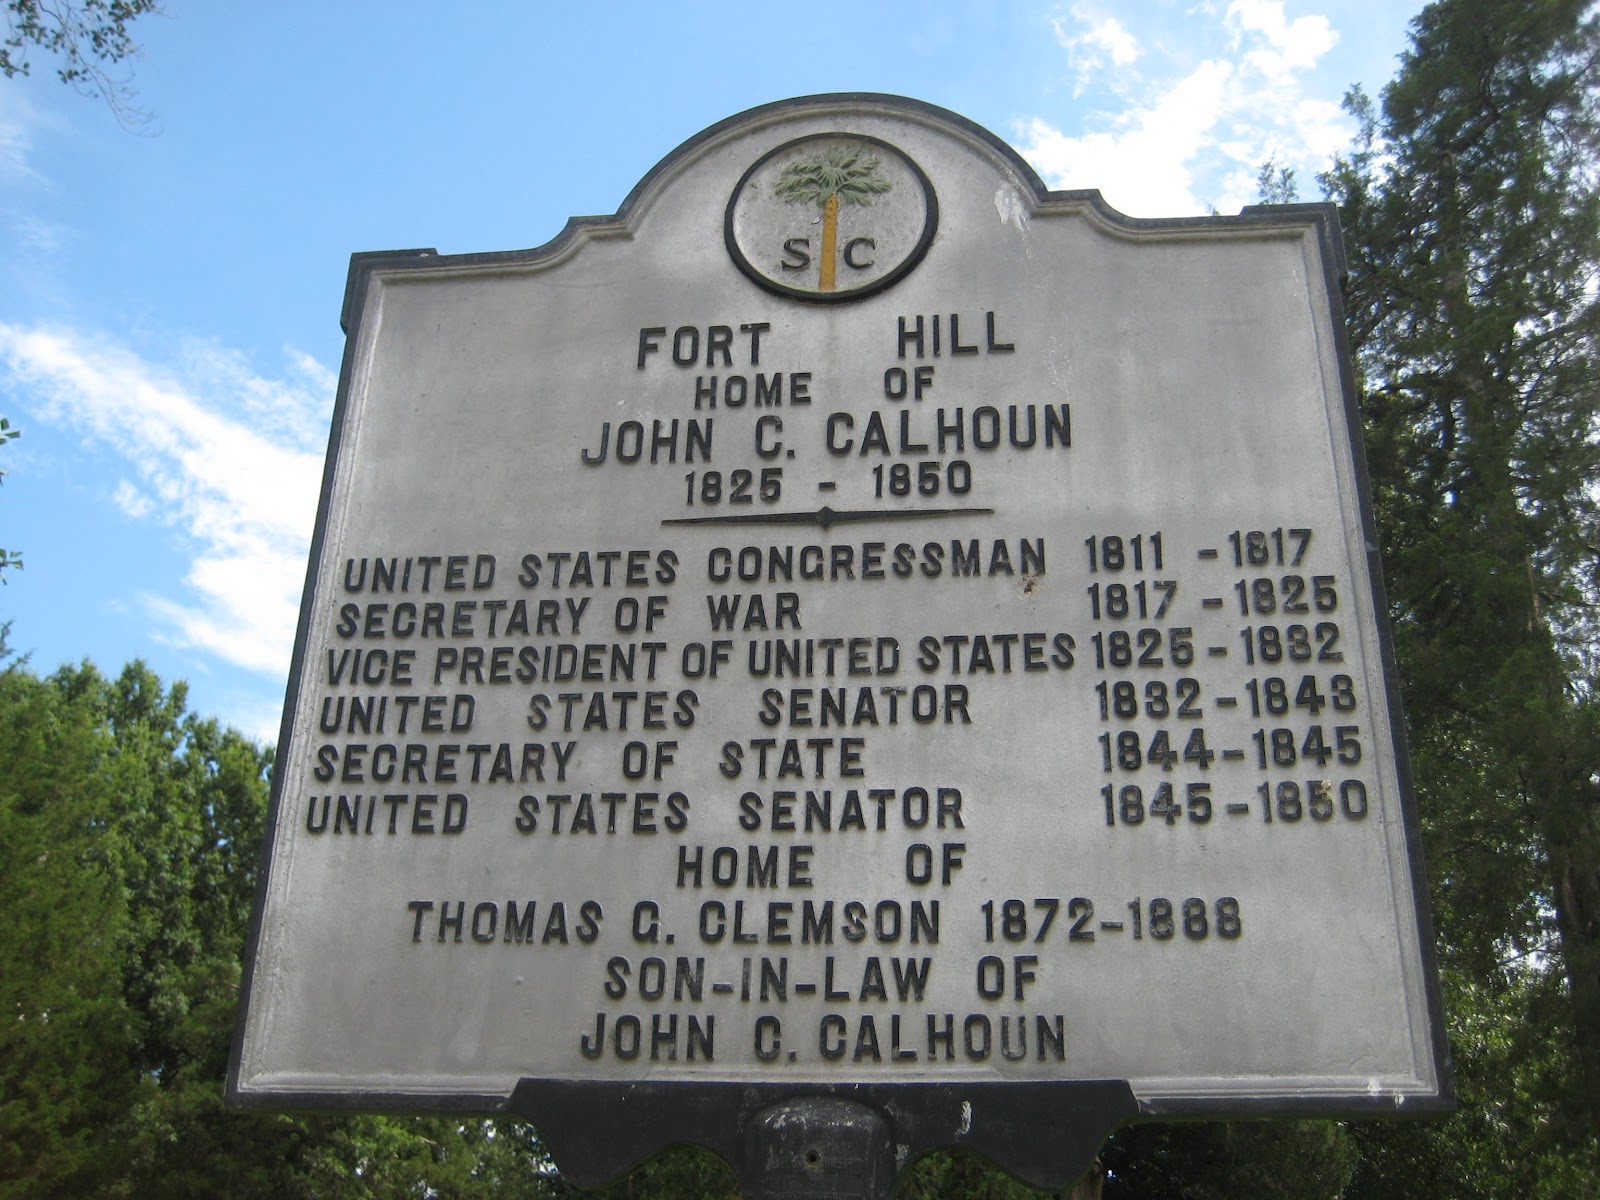 S C
FORT HILL
HOME OF
JOHN C. CALHOUN
1825 - 1850
UNITED STATES CONGRESSMAN 1811 - 1817
SECRETARY OF WAR 1817 - 1825
VICE PRESIDENT OF UNITED STATES 1825 - 1832
UNITED STATES SENATOR 1832 - 1843
SECRETARY OF STATE 1844 - 1845
UNITED STATES SENATOR 1845 - 1850
HOME OF
THOMAS G. CLEMSON 1872-1888
SON-IN-LAW OF
JOHN C. CALHOUN